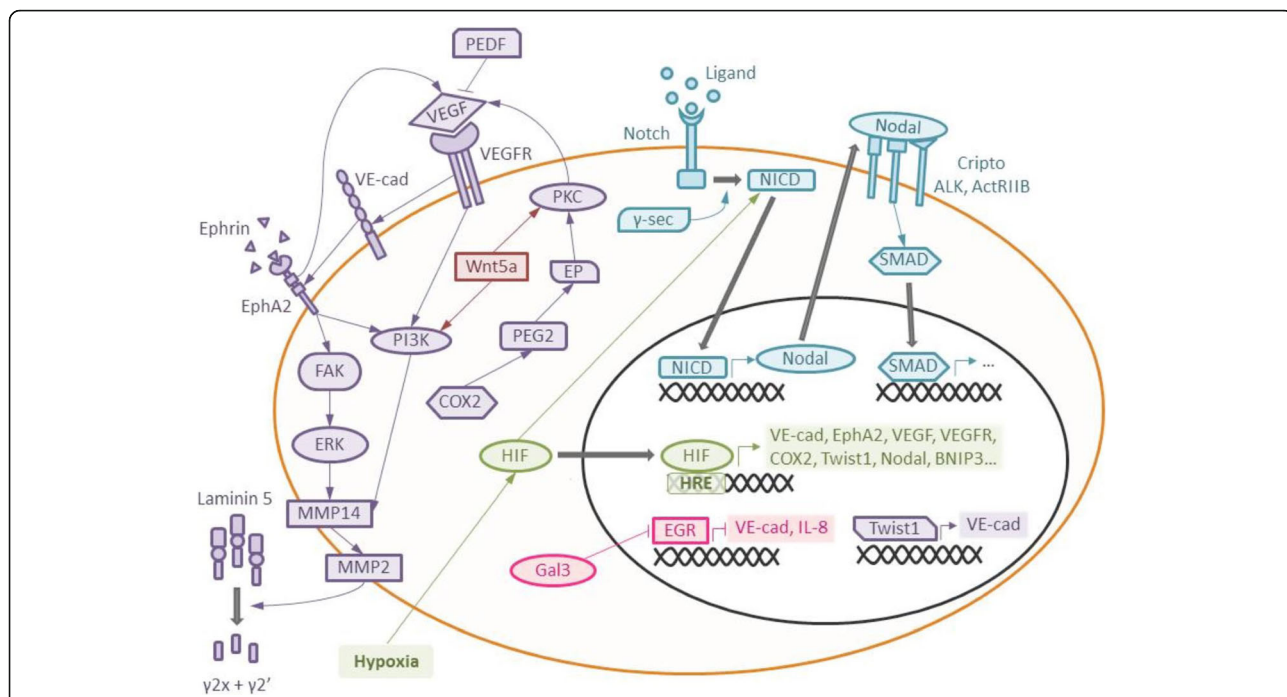 PEDF
VEGF
VEGFR
VE-cad
Ephrin
EphA2
PKC
Wnt5a
EP
PI3K
PEG2
FAK
COX2
ERK
Laminin 5
MMP14
MMP2
γ2x + γ2’
Ligand
Notch
NICD
γ-sec
Nodal
Cripto
ALK, ActRIIB
SMAD
NICD
Nodal
SMAD
...
HIF
HIF
HRE
VE-cad, EphA2, VEGF, VEGFR,
COX2, Twist1, Nodal, BNIP3...
EGR
VE-cad, IL-8
Twist1
VE-cad
Gal3
Hypoxia